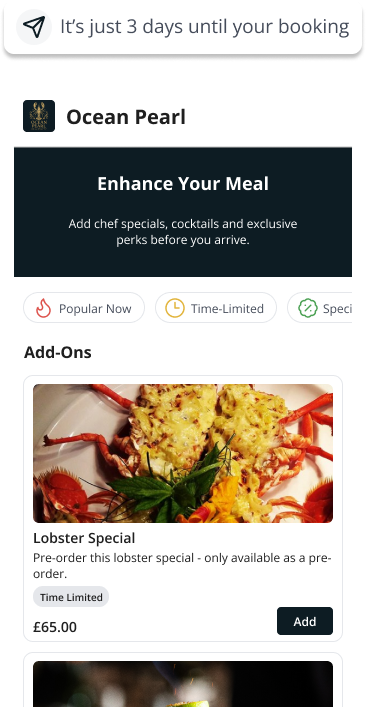 It’s just 3 days until your booking
OCEAN
PEARL
Ocean Pearl
Enhance Your Meal
Add chef specials, cocktails and exclusive
perks before you arrive.
Popular Now
Time-Limited
Speci
Add-Ons
Lobster Special
Pre-order this lobster special - only available as a pre-
order.
Time Limited
£65.00
Add